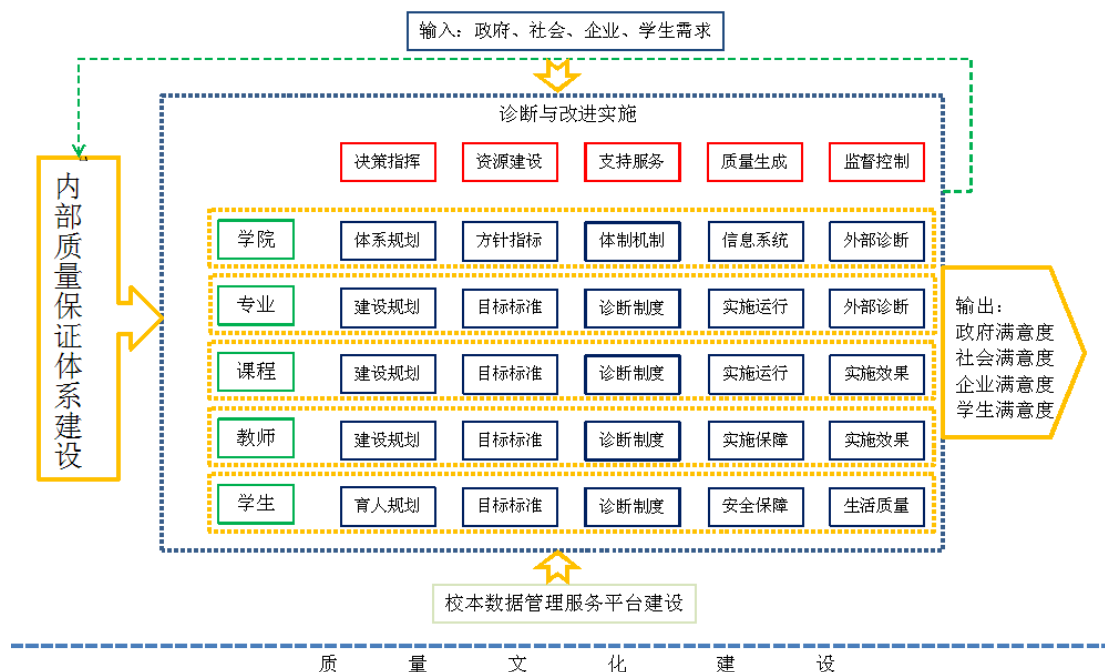 输入：政府、社会、企业、学生需求
诊断与改进实施
决策指挥 资源建设 支持服务 质量生成 监督控制
学院 体系规划 方针指标 体制机制 信息系统 外部诊断
专业 建设规划 目标标准 诊断制度 实施运行 外部诊断
课程 建设规划 目标标准 诊断制度 实施运行 实施效果
教师 建设规划 目标标准 诊断制度 实施保障 实施效果
学生 育人规划 目标标准 诊断制度 安全保障 生活质量
内部质量保证体系建设
输出：
政府满意度
社会满意度
企业满意度
学生满意度
校本数据管理服务平台建设
质 量 文 化 建 设